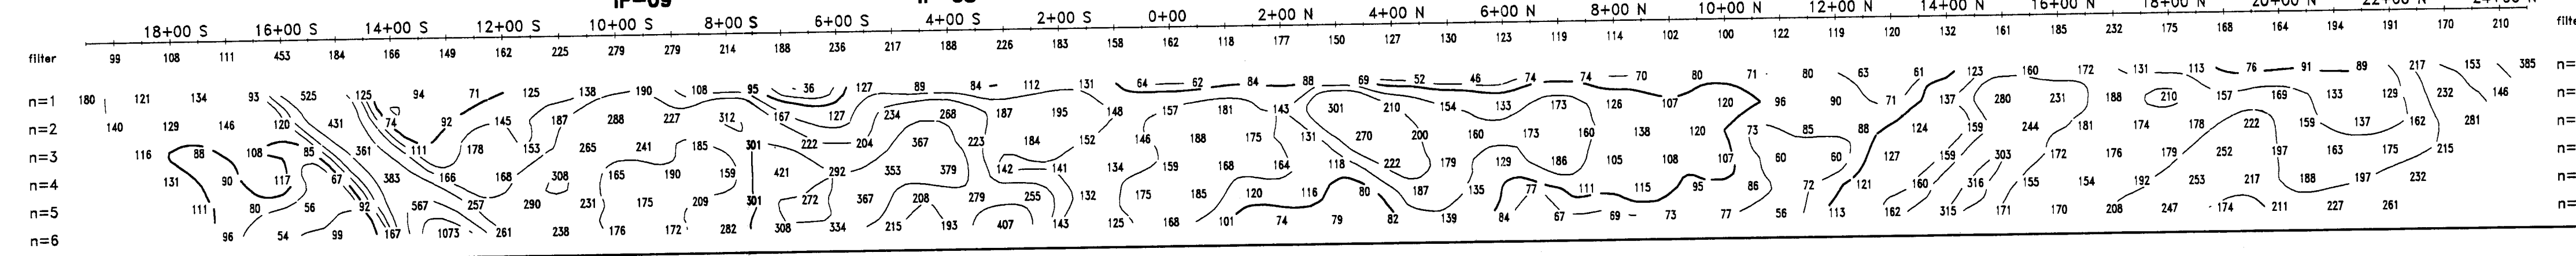 IP-09
18+00 S 16+00 S 14+00 S 12+00 S 10+00 S 8+00 S 6+00 S 4+00 S 2+00 S 0+00 2+00 N 4+00 N 6+00 N 8+00 N 10+00 N 12+00 N 14+00 N 16+00 N 18+00 N 20+00 N 22+00 N
filter 99 108 111 453 184 166 149 162 225 279 279 214 188 236 217 188 226 183 158 162 118 177 150 127 130 123 119 114 102 100 122 119 120 132 161 185 232 175 168 164 194 191 170 210
n=1 180 121 134 93 525 125 94 71 125 138 190 108 95 36 127 89 84 112 131 64 62 84 88 69 52 46 74 74 70 80 71 80 63 61 123 160 172 131 113 76 91 89 217 153 385 n=
n=2 140 129 146 120 431 74 92 145 187 288 227 312 167 127 234 268 187 195 148 157 181 143 301 210 154 133 173 126 107 120 96 90 71 137 280 231 188 210 157 169 133 129 232 146 n=
n=3 116 88 108 85 361 111 178 153 265 241 185 301 222 204 367 223 184 152 146 188 175 131 270 200 160 173 160 138 120 73 85 88 124 159 244 181 174 178 222 159 137 162 281 n=
n=4 131 90 117 67 383 166 168 308 165 190 159 421 292 353 379 142 141 134 159 168 164 118 222 179 129 186 105 108 107 60 60 127 159 303 172 176 179 252 197 163 175 215 n=
n=5 111 80 56 92 567 257 290 231 175 209 301 272 367 208 279 255 132 175 185 120 116 80 187 135 77 111 115 95 86 72 121 160 316 155 154 192 253 217 188 197 232 n=
n=6 96 54 99 167 1073 261 238 176 172 282 308 334 215 193 407 143 125 168 101 74 79 82 139 84 67 69 73 77 56 113 162 315 171 170 208 247 174 211 227 261 n=